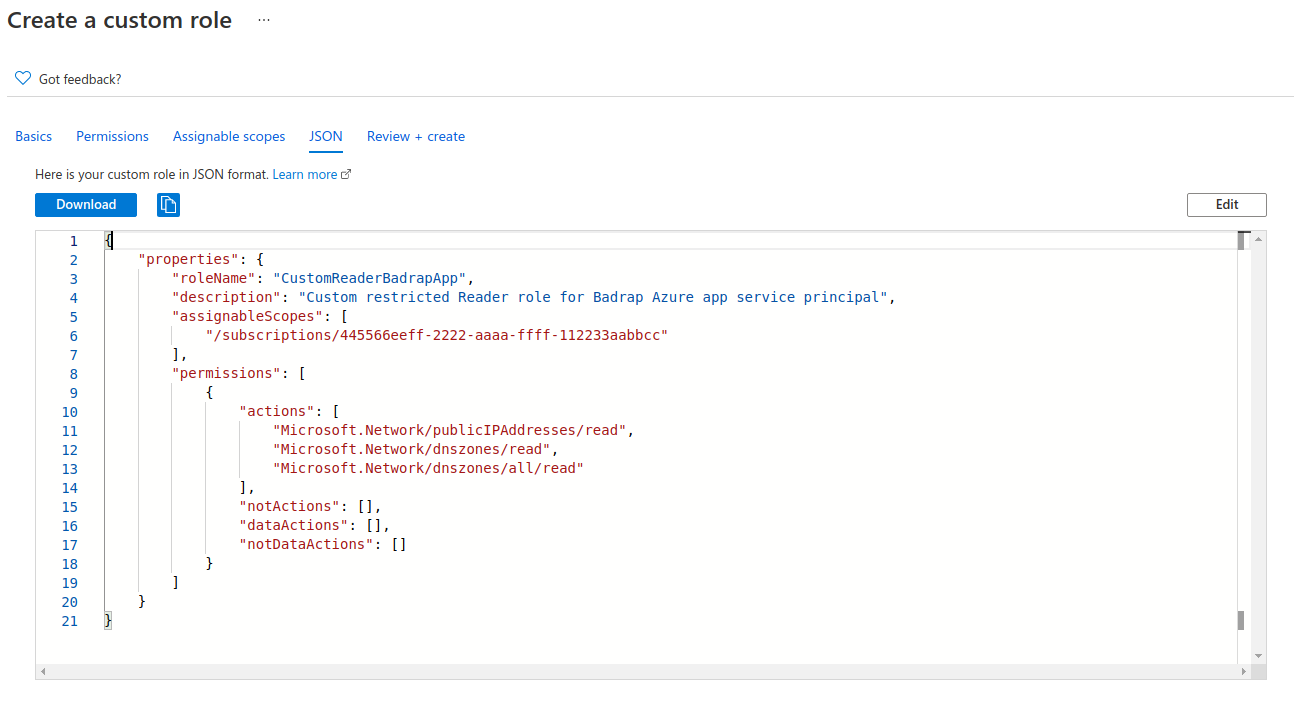 Create a custom role ...
Got feedback?
Basics Permissions Assignable scopes JSON Review + create
Here is your custom role in JSON format. Learn more
Download Edit
1 {
2     "properties": {
3         "roleName": "CustomReaderBadrapApp",
4         "description": "Custom restricted Reader role for Badrap Azure app service principal",
5         "assignableScopes": [
6             "/subscriptions/445566eeff-2222-aaaa-ffff-112233aabbcc"
7         ],
8         "permissions": [
9             {
10                 "actions": [
11                     "Microsoft.Network/publicIPAddresses/read",
12                     "Microsoft.Network/dnszones/read",
13                     "Microsoft.Network/dnszones/all/read"
14                 ],
15                 "notActions": [],
16                 "dataActions": [],
17                 "notDataActions": []
18             }
19         ]
20     }
21 }